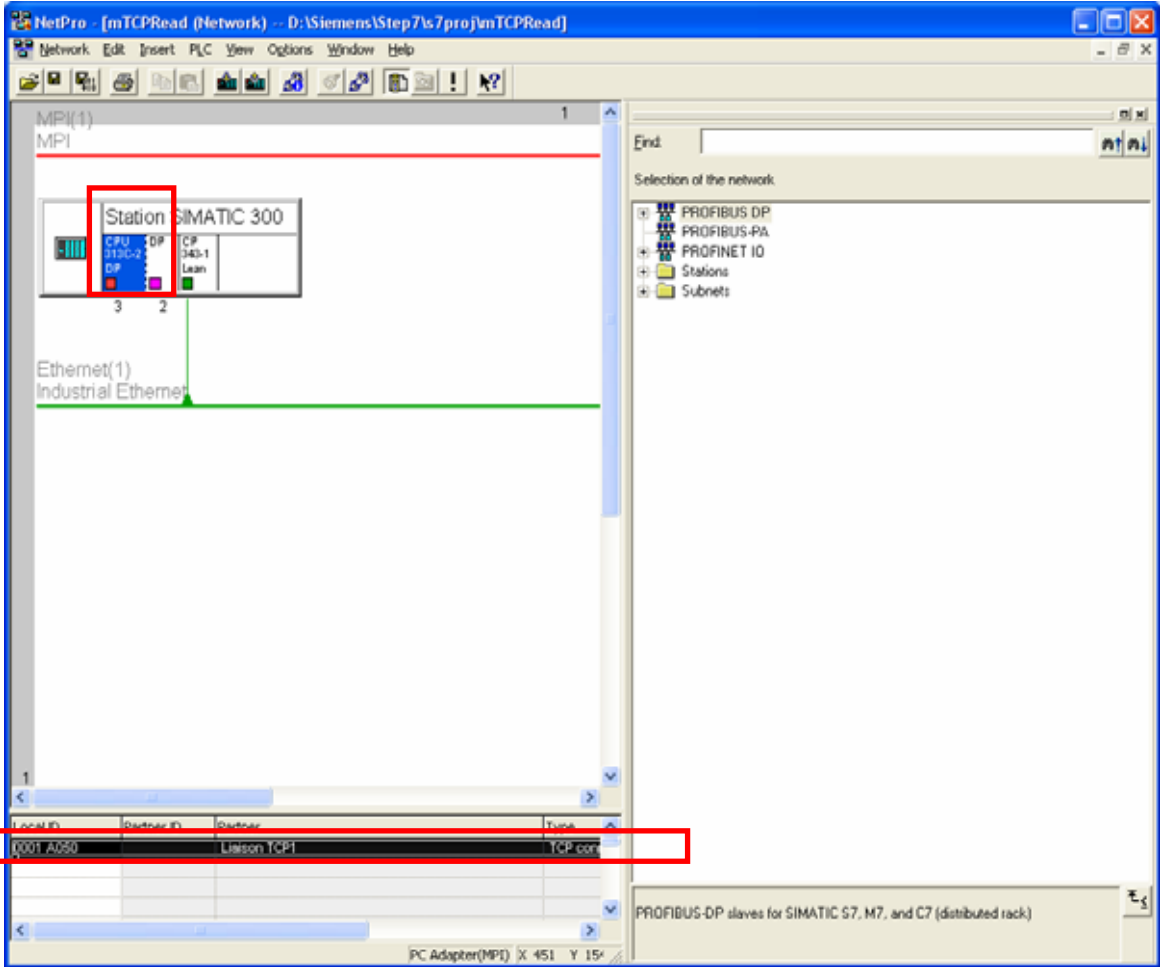 NetPro - [mTCPRead (Network) -- D:\Siemens\Step7\s7proj\mTCPRead]
Network Edit Insert PLC View Options Window Help
MPI(1)
MPI
1
Station SIMATIC 300
CPU 313C-2 DP
DP
CP 343-1 Lean
3 2
Ethernet(1)
Industrial Ethernet
1
Local ID Partner ID Partner Type
0001 A050 Liaison TCP1 TCP con
PC Adapter(MPI) X 451 Y 15
Find:
Selection of the network
PROFIBUS DP
PROFIBUS-PA
PROFINET IO
Stations
Subnets
PROFIBUS-DP slaves for SIMATIC S7, M7, and C7 (distributed rack)